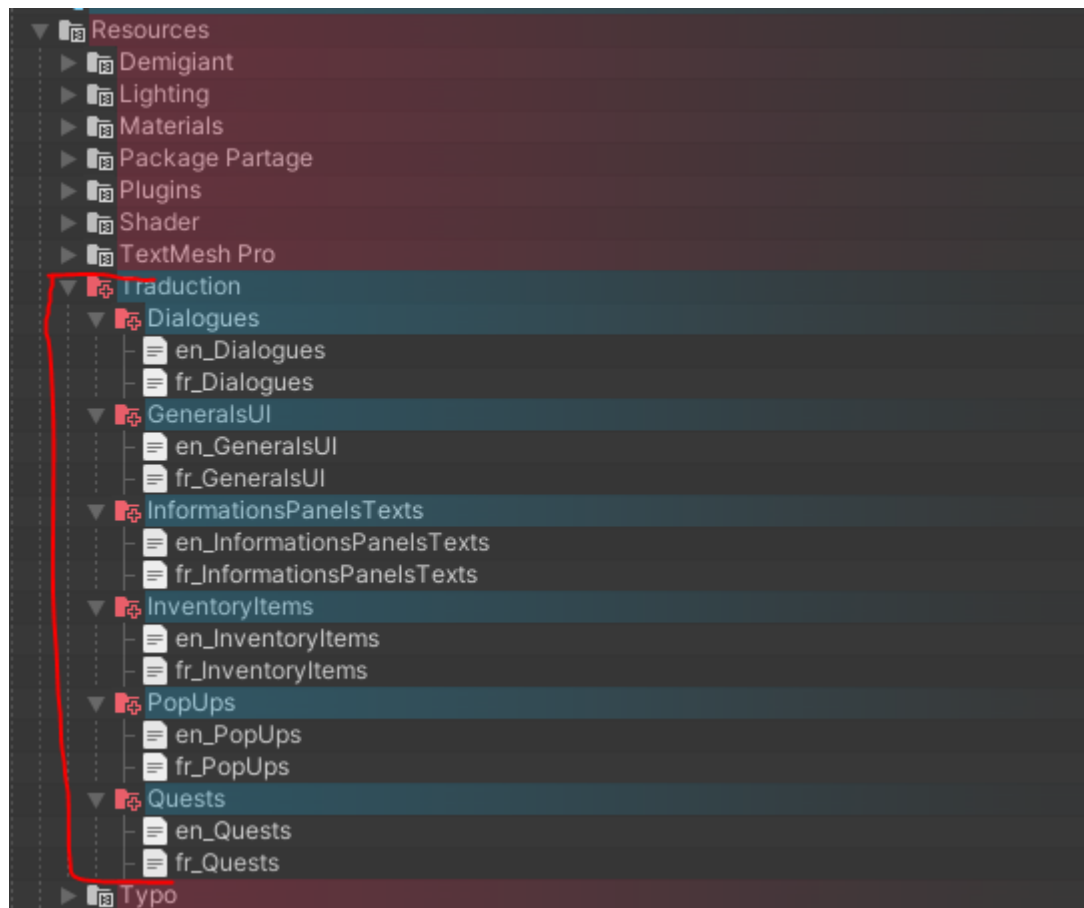 Resources
Demigiant
Lighting
Materials
Package Partage
Plugins
Shader
TextMesh Pro
Traduction
Dialogues
en_Dialogues
fr_Dialogues
GeneralsUI
en_GeneralsUI
fr_GeneralsUI
InformationsPanelsTexts
en_InformationsPanelsTexts
fr_InformationsPanelsTexts
InventoryItems
en_InventoryItems
fr_InventoryItems
PopUps
en_PopUps
fr_PopUps
Quests
en_Quests
fr_Quests
Typo